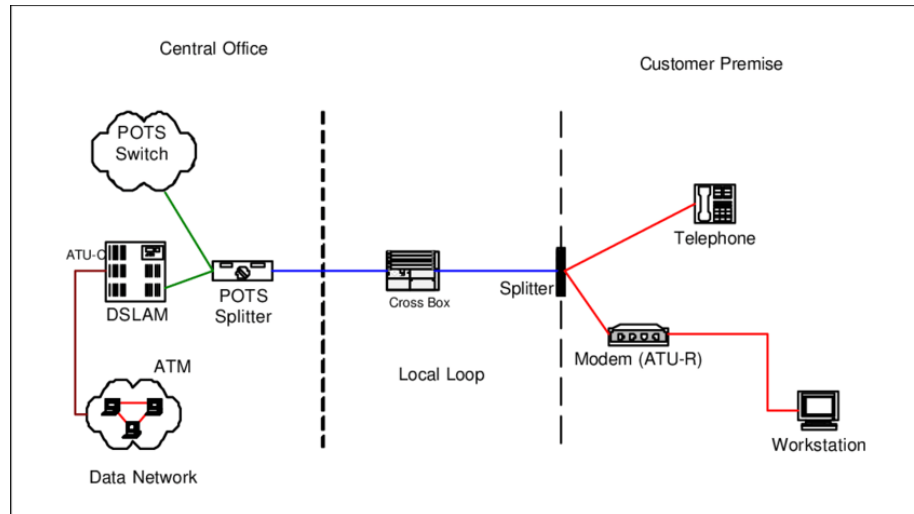 Central Office
Customer Premise
POTS
Switch
ATU-C
DSLAM
POTS
Splitter
Cross Box
Splitter
Telephone
Modem (ATU-R)
Workstation
Local Loop
ATM
Data Network